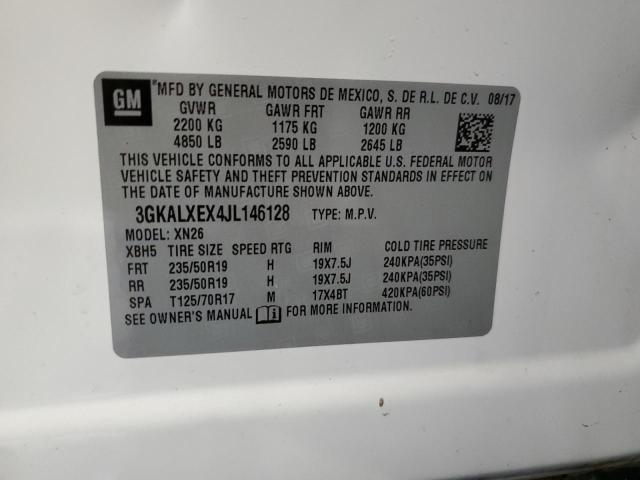 GM
*MFD BY GENERAL MOTORS DE MEXICO, S. DE R.L. DE C.V. 08/17
GVWR GAWR FRT GAWR RR
2200 KG 1175 KG 1200 KG
4850 LB 2590 LB 2645 LB
THIS VEHICLE CONFORMS TO ALL APPLICABLE U.S. FEDERAL MOTOR
VEHICLE SAFETY AND THEFT PREVENTION STANDARDS IN EFFECT ON
THE DATE OF MANUFACTURE SHOWN ABOVE.
3GKALXEX4JL146128 TYPE: M.P.V.
MODEL: XN26
XBH5 TIRE SIZE SPEED RTG RIM COLD TIRE PRESSURE
FRT 235/50R19 H 19X7.5J 240KPA(35PSI)
RR 235/50R19 H 19X7.5J 240KPA(35PSI)
SPA T125/70R17 M 17X4BT 420KPA(60PSI)
SEE OWNER'S MANUAL FOR MORE INFORMATION.